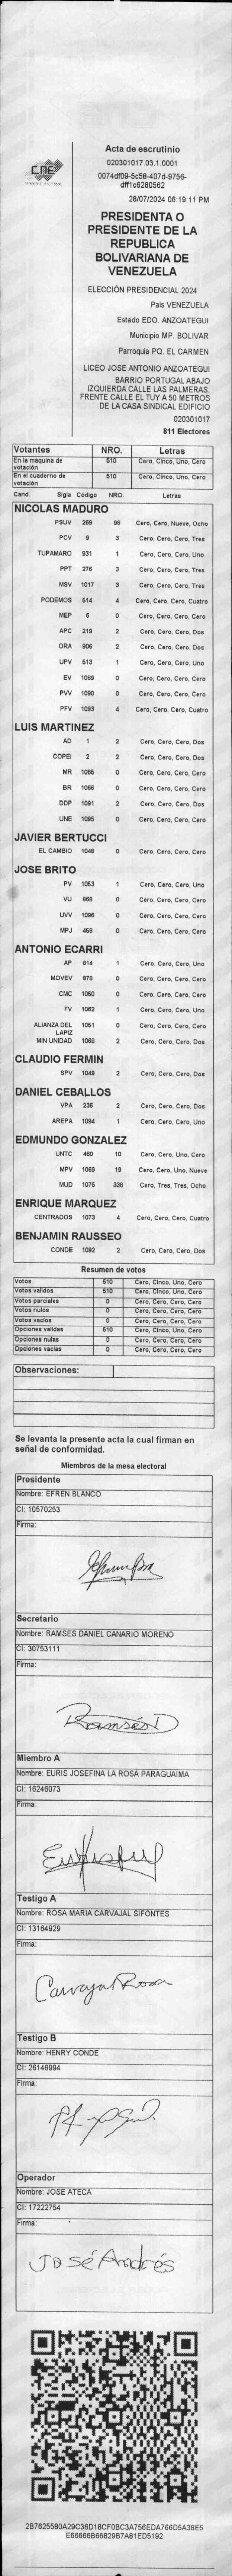 CNE
Acta de escrutinio
020301017.03.1.0001
0074df09-5c58-407d-9756-
dff1c6280562
28/07/2024 06:19:11 PM
PRESIDENTA O
PRESIDENTE DE LA
REPUBLICA
BOLIVARIANA DE
VENEZUELA
ELECCIÓN PRESIDENCIAL 2024
Pais VENEZUELA
Estado EDO. ANZOATEGUI
Municipio MP. BOLIVAR
Parroquia PQ. EL CARMEN
LICEO JOSE ANTONIO ANZOATEGUI
BARRIO PORTUGAL ABAJO
IZQUIERDA CALLE LAS PALMERAS.
FRENTE CALLE EL TUY A 50 METROS
DE LA CASA SINDICAL EDIFICIO
020301017
811 Electores
Votantes NRO. Letras
En la máquina de votación 510 Cero, Cinco, Uno, Cero
En el cuaderno de votación 510 Cero, Cinco, Uno, Cero
Cand. Sigla Código NRO. Letras
NICOLAS MADURO
PSUV 269 98 Cero, Cero, Nueve, Ocho
PCV 9 3 Cero, Cero, Cero, Tres
TUPAMARO 931 1 Cero, Cero, Cero, Uno
PPT 276 3 Cero, Cero, Cero, Tres
MSV 1017 3 Cero, Cero, Cero, Tres
PODEMOS 514 4 Cero, Cero, Cero, Cuatro
MEP 6 0 Cero, Cero, Cero, Cero
APC 219 2 Cero, Cero, Cero, Dos
ORA 906 2 Cero, Cero, Cero, Dos
UPV 513 1 Cero, Cero, Cero, Uno
EV 1089 0 Cero, Cero, Cero, Cero
PVV 1090 0 Cero, Cero, Cero, Cero
PFV 1093 4 Cero, Cero, Cero, Cuatro
LUIS MARTINEZ
AD 1 2 Cero, Cero, Cero, Dos
COPEI 2 2 Cero, Cero, Cero, Dos
MR 1065 0 Cero, Cero, Cero, Cero
BR 1066 0 Cero, Cero, Cero, Cero
DDP 1091 2 Cero, Cero, Cero, Dos
UNE 1095 0 Cero, Cero, Cero, Cero
JAVIER BERTUCCI
EL CAMBIO 1048 0 Cero, Cero, Cero, Cero
JOSE BRITO
PV 1053 1 Cero, Cero, Cero, Uno
VU 868 0 Cero, Cero, Cero, Cero
UVV 1096 0 Cero, Cero, Cero, Cero
MPJ 458 0 Cero, Cero, Cero, Cero
ANTONIO ECARRI
AP 814 1 Cero, Cero, Cero, Uno
MOVEV 878 0 Cero, Cero, Cero, Cero
CMC 1050 0 Cero, Cero, Cero, Cero
FV 1062 1 Cero, Cero, Cero, Uno
ALIANZA DEL LAPIZ 1051 0 Cero, Cero, Cero, Cero
MIN UNIDAD 1088 2 Cero, Cero, Cero, Dos
CLAUDIO FERMIN
SPV 1049 2 Cero, Cero, Cero, Dos
DANIEL CEBALLOS
VPA 236 2 Cero, Cero, Cero, Dos
AREPA 1094 1 Cero, Cero, Cero, Uno
EDMUNDO GONZALEZ
UNTC 460 10 Cero, Cero, Uno, Cero
MPV 1069 19 Cero, Cero, Uno, Nueve
MUD 1075 338 Cero, Tres, Tres, Ocho
ENRIQUE MARQUEZ
CENTRADOS 1073 4 Cero, Cero, Cero, Cuatro
BENJAMIN RAUSSEO
CONDE 1092 2 Cero, Cero, Cero, Dos
Resumen de votos
Votos 510 Cero, Cinco, Uno, Cero
Votos validos 510 Cero, Cinco, Uno, Cero
Votos parciales 0 Cero, Cero, Cero, Cero
Votos nulos 0 Cero, Cero, Cero, Cero
Votos vacios 0 Cero, Cero, Cero, Cero
Opciones validas 510 Cero, Cinco, Uno, Cero
Opciones nulas 0 Cero, Cero, Cero, Cero
Opciones vacias 0 Cero, Cero, Cero, Cero
Observaciones:
Se levanta la presente acta la cual firman en
señal de conformidad.
Miembros de la mesa electoral
Presidente
Nombre: EFREN BLANCO
CI: 10570253
Firma:
Secretario
Nombre: RAMSES DANIEL CANARIO MORENO
CI: 30753111
Firma:
Ramsés D
Miembro A
Nombre: EURIS JOSEFINA LA ROSA PARAGUAIMA
CI: 16246073
Firma:
Testigo A
Nombre: ROSA MARIA CARVAJAL SIFONTES
CI: 13164929
Firma:
Carvajal Rosa
Testigo B
Nombre: HENRY CONDE
CI: 26146994
Firma:
Operador
Nombre: JOSE ATECA
CI: 17222754
Firma:
José Andrés
2B7625580A29C36D18CF0BC3A756EDA766D5A38E5
E66666B66829B7A81ED5192